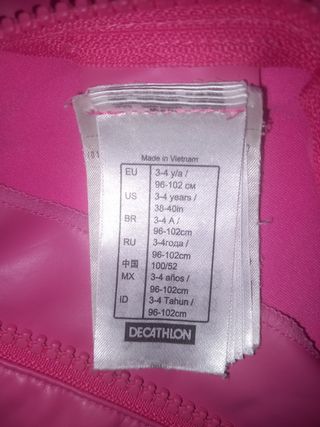 Made in Vietnam
EU 3-4 y/a /
96-102 см
US 3-4 years /
38-40in
BR 3-4 A /
96-102cm
RU 3-4года /
96-102cm
中国 100/52
MX 3-4 años /
96-102cm
ID 3-4 Tahun /
96-102cm
DECATHLON